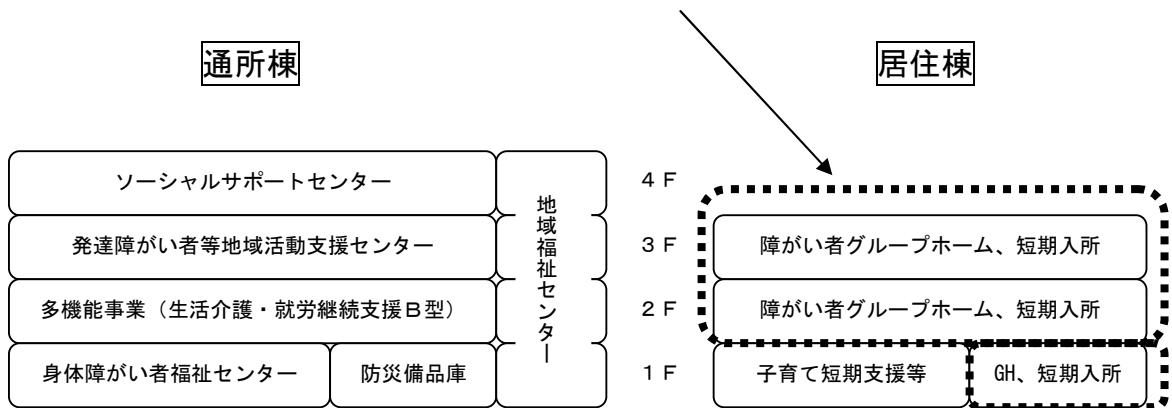 通所棟
居住棟
ソーシャルサポートセンター
地域福祉センター
４Ｆ
発達障がい者等地域活動支援センター
３Ｆ
障がい者グループホーム、短期入所
多機能事業（生活介護・就労継続支援Ｂ型）
２Ｆ
障がい者グループホーム、短期入所
身体障がい者福祉センター
防災備品庫
１Ｆ
子育て短期支援等
GH、短期入所